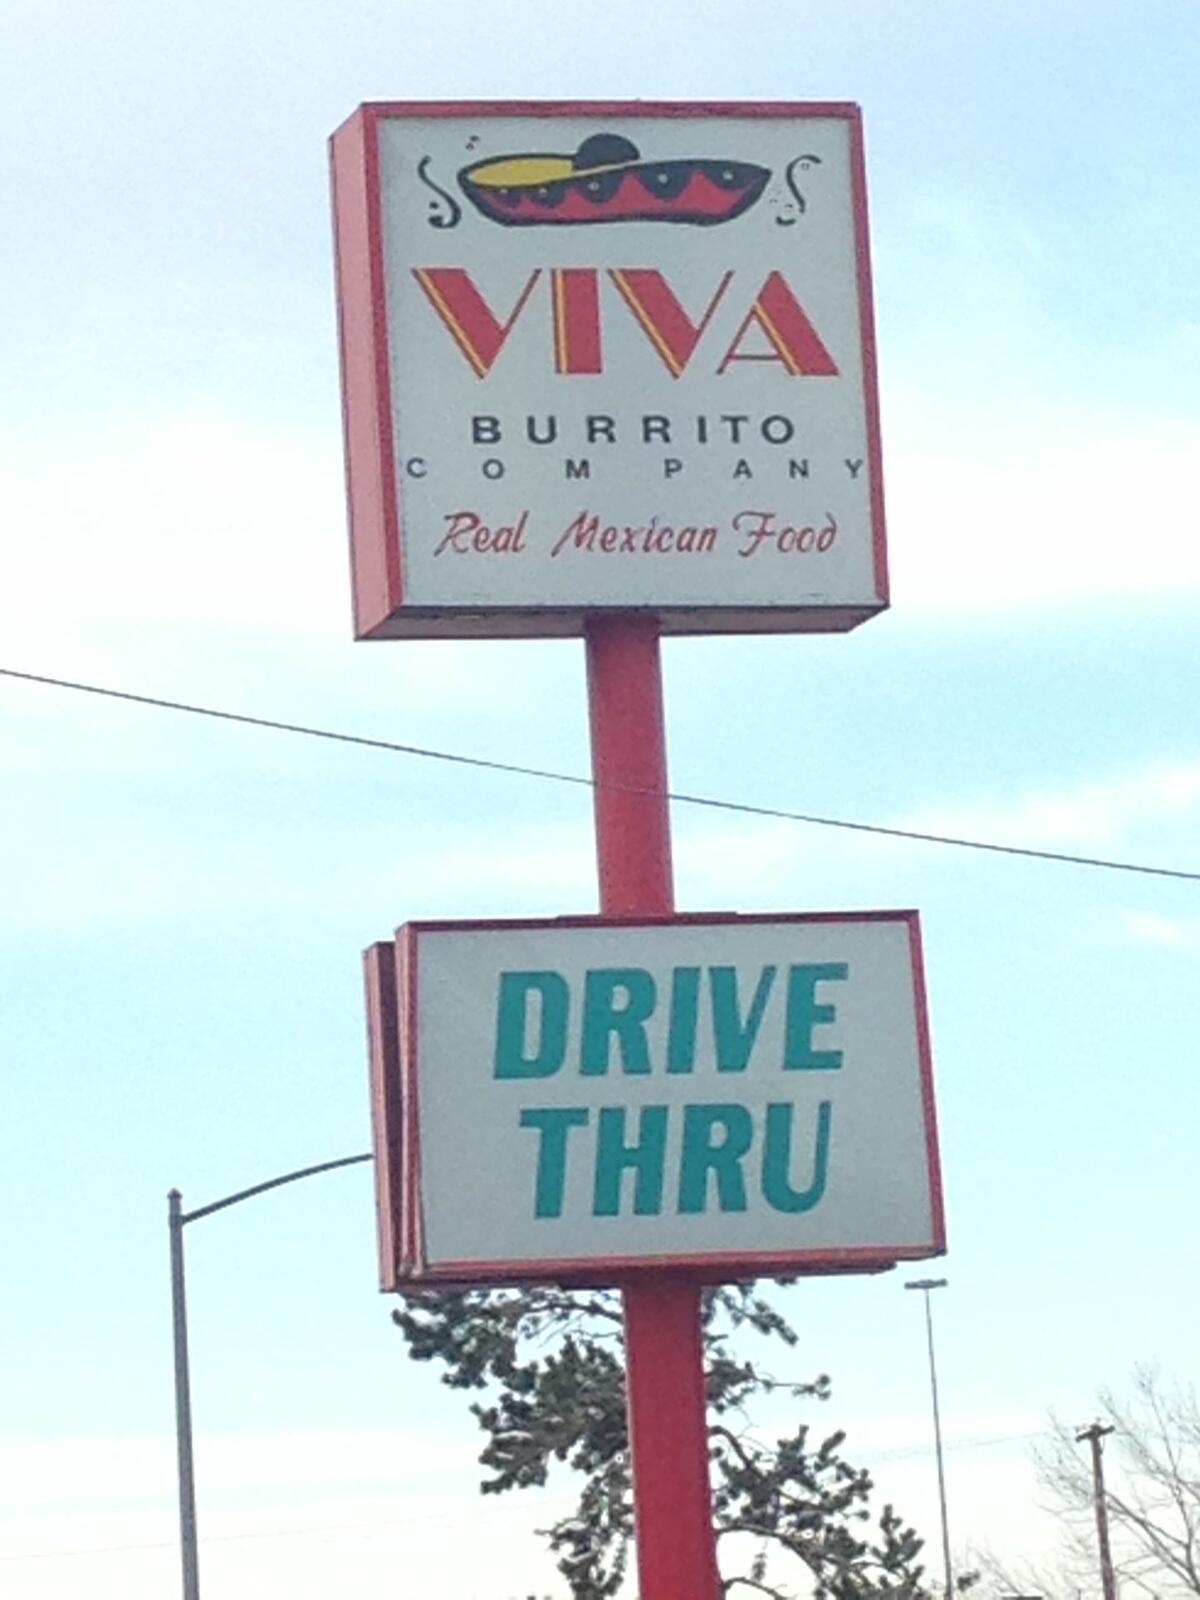 VIVA
BURRITO
COMPANY
Real Mexican Food
DRIVE
THRU